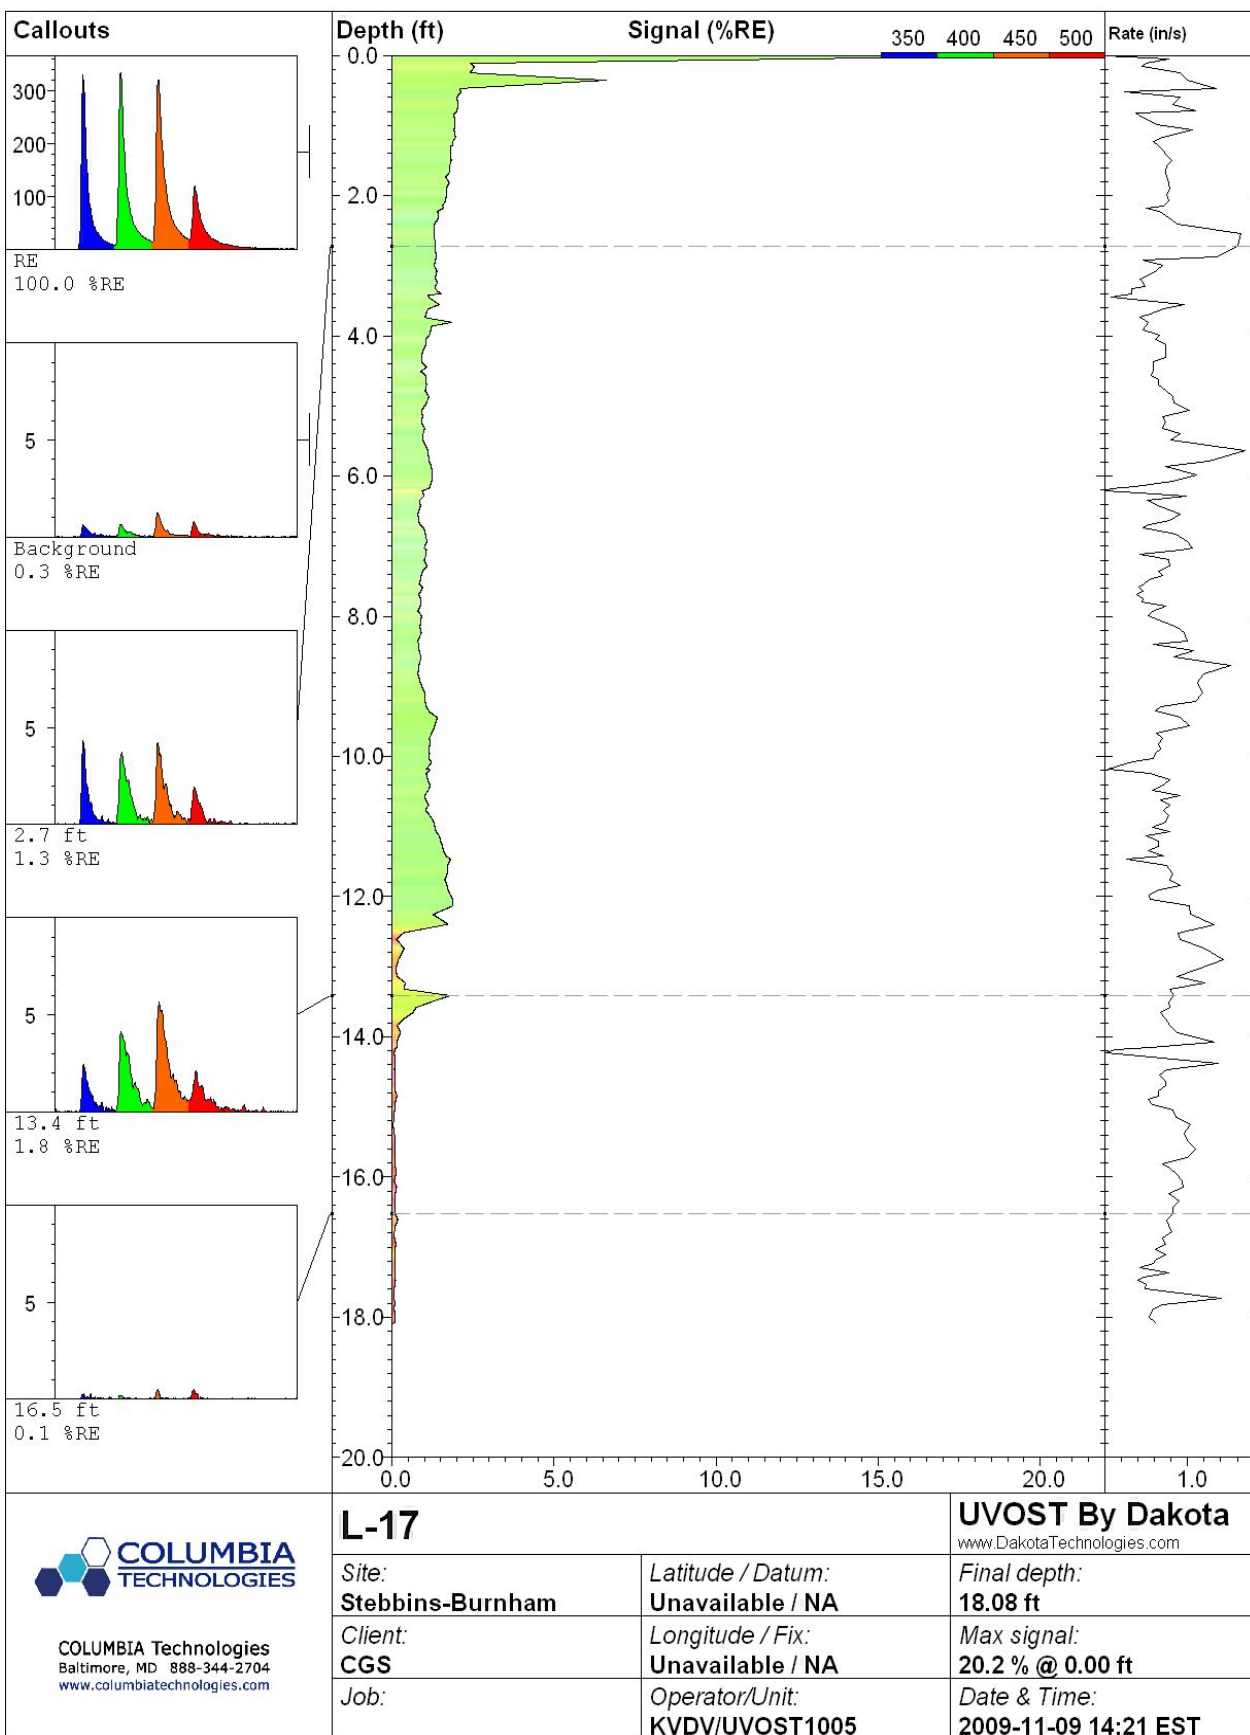 Callouts
Depth (ft)
Signal (%RE)
350 400 450 500
Rate (in/s)
300
200
100
RE
100.0 %RE
5
Background
0.3 %RE
5
2.7 ft
1.3 %RE
5
13.4 ft
1.8 %RE
5
16.5 ft
0.1 %RE
0.0
2.0
4.0
6.0
8.0
10.0
12.0
14.0
16.0
18.0
20.0
0.0 5.0 10.0 15.0 20.0
1.0
COLUMBIA
TECHNOLOGIES
COLUMBIA Technologies
Baltimore, MD 888-344-2704
www.columbiatechnologies.com
L-17
UVOST By Dakota
www.DakotaTechnologies.com
Site:
Stebbins-Burnham
Latitude / Datum:
Unavailable / NA
Final depth:
18.08 ft
Client:
CGS
Longitude / Fix:
Unavailable / NA
Max signal:
20.2 % @ 0.00 ft
Job:
Operator/Unit:
KVDV/UVOST1005
Date & Time:
2009-11-09 14:21 EST